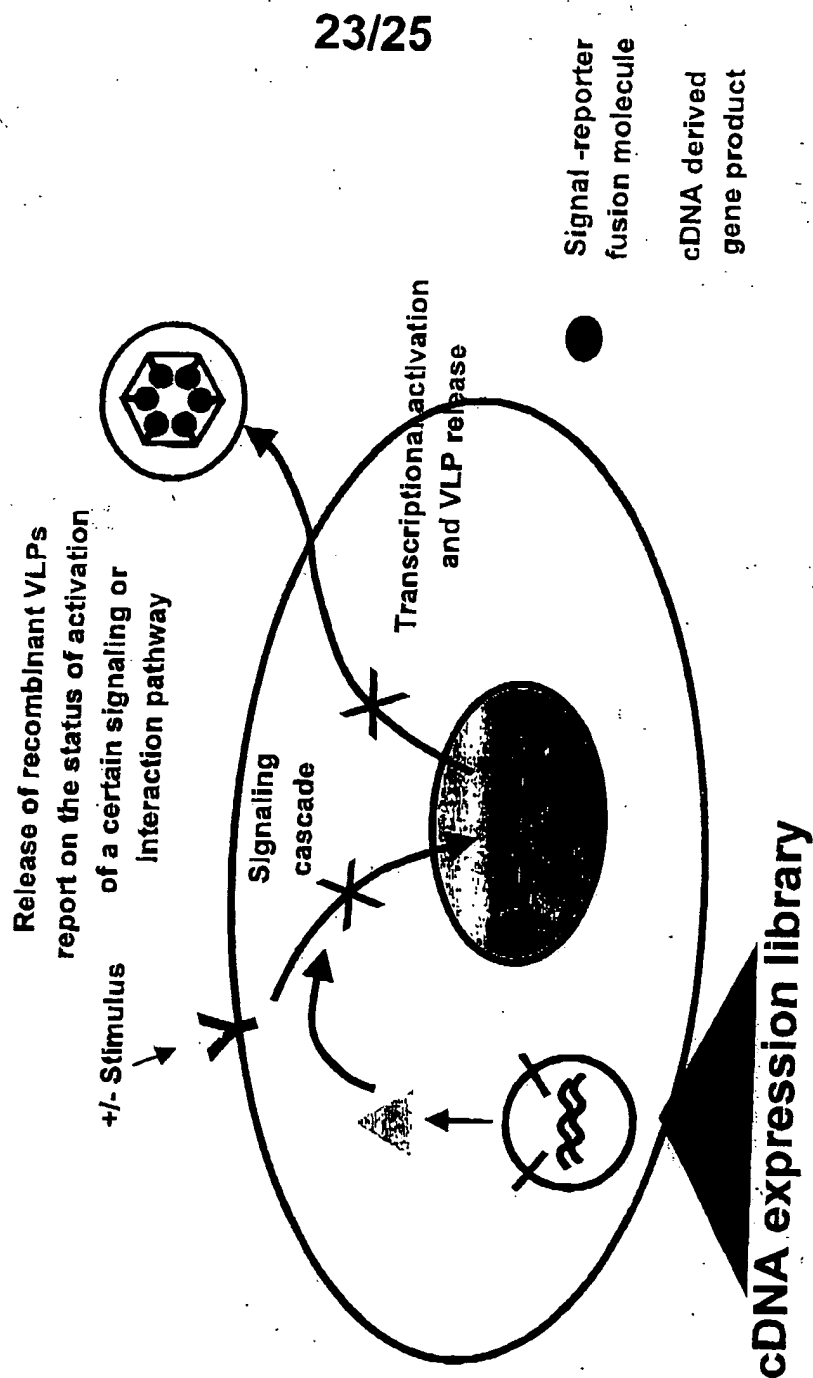 23/25
Release of recombinant VLPs
report on the status of activation
of a certain signaling or
interaction pathway
+/- Stimulus
Signaling
cascade
Transcriptional activation
and VLP release
Signal -reporter
fusion molecule
cDNA derived
gene product
cDNA expression library